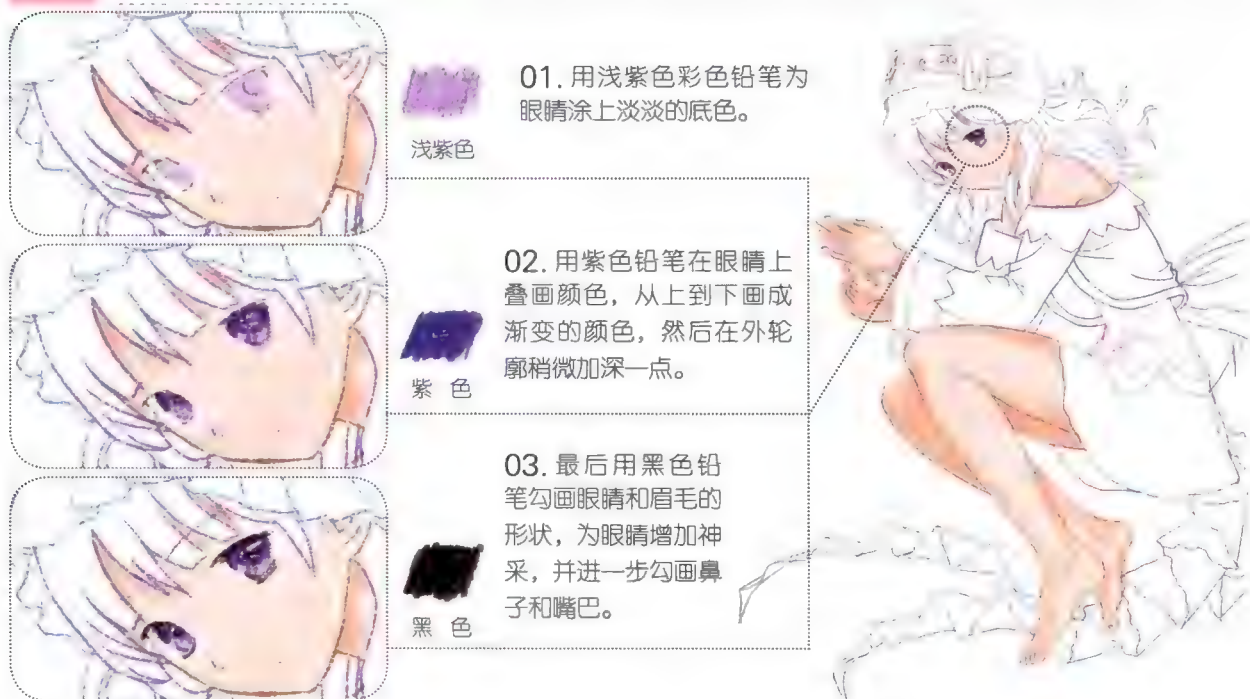 01. 用浅紫色彩色铅笔为
眼睛涂上淡淡的底色。
浅紫色
02. 用紫色铅笔在眼睛上
叠画颜色，从上到下画成
渐变的颜色，然后在外轮
廓稍微加深一点。
紫 色
03. 最后用黑色铅
笔勾画眼睛和眉毛的
形状，为眼睛增加神
采，并进一步勾画鼻
子和嘴巴。
黑 色